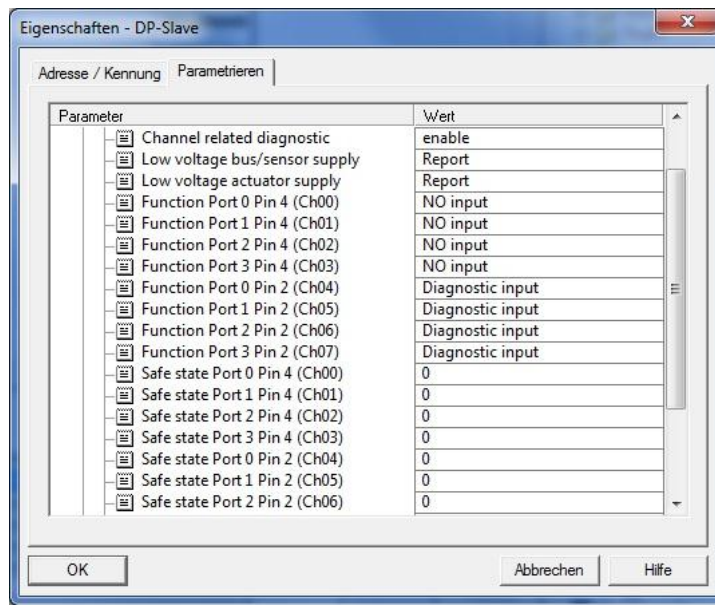 Eigenschaften - DP-Slave
Adresse / Kennung Parametrieren
Parameter Wert
Channel related diagnostic enable
Low voltage bus/sensor supply Report
Low voltage actuator supply Report
Function Port 0 Pin 4 (Ch00) NO input
Function Port 1 Pin 4 (Ch01) NO input
Function Port 2 Pin 4 (Ch02) NO input
Function Port 3 Pin 4 (Ch03) NO input
Function Port 0 Pin 2 (Ch04) Diagnostic input
Function Port 1 Pin 2 (Ch05) Diagnostic input
Function Port 2 Pin 2 (Ch06) Diagnostic input
Function Port 3 Pin 2 (Ch07) Diagnostic input
Safe state Port 0 Pin 4 (Ch00) 0
Safe state Port 1 Pin 4 (Ch01) 0
Safe state Port 2 Pin 4 (Ch02) 0
Safe state Port 3 Pin 4 (Ch03) 0
Safe state Port 0 Pin 2 (Ch04) 0
Safe state Port 1 Pin 2 (Ch05) 0
Safe state Port 2 Pin 2 (Ch06) 0
OK Abbrechen Hilfe